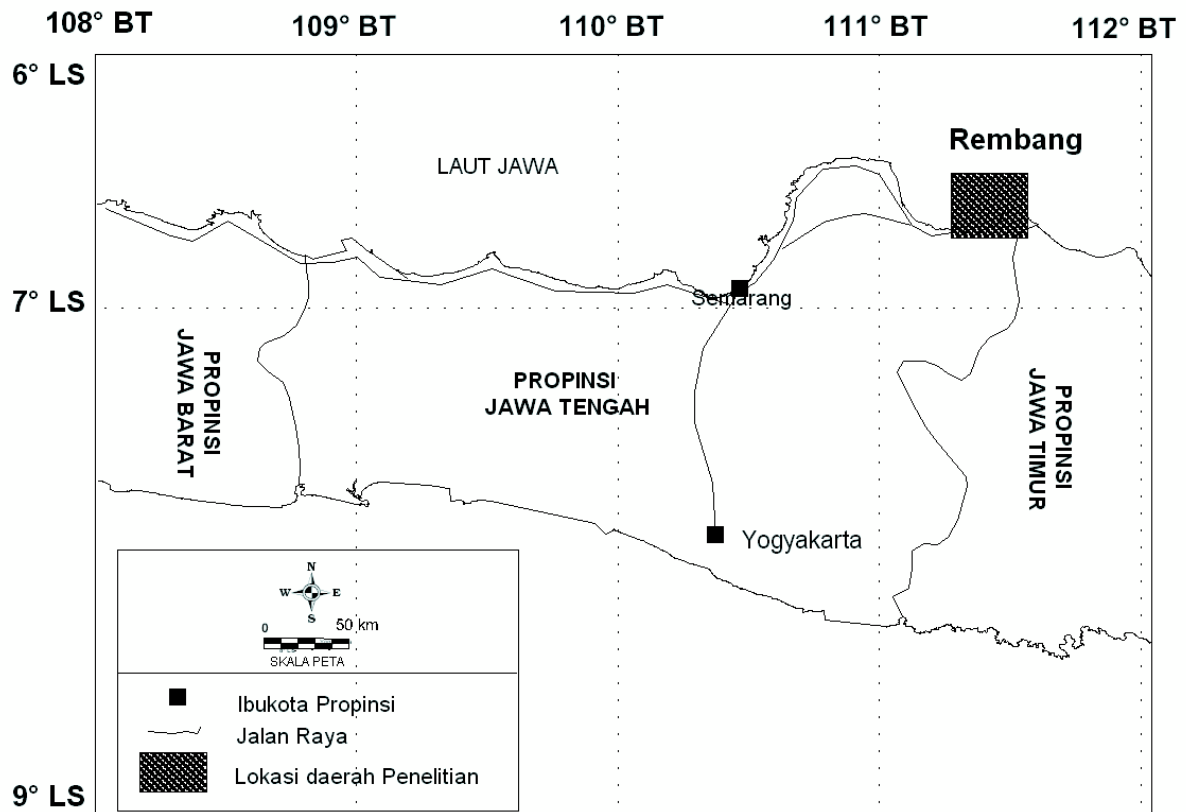 108° BT
109° BT
110° BT
111° BT
112° BT
6° LS
Rembang
LAUT JAWA
Semarang
7° LS
PROPINSI
JAWA BARAT
PROPINSI
JAWA TENGAH
PROPINSI
JAWA TIMUR
Yogyakarta
N
W E
S
0 50 km
SKALA PETA
Ibukota Propinsi
Jalan Raya
Lokasi daerah Penelitian
9° LS